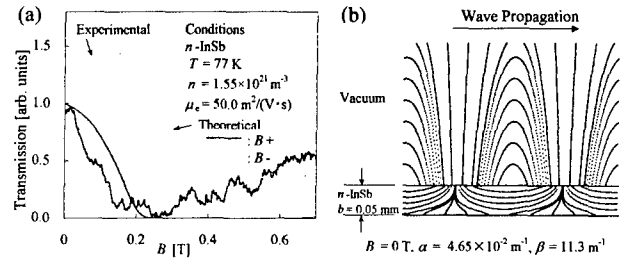 (a)
Transmission [arb. units]
1.5
1.0
0.5
0.0
0
0.2
0.4
0.6
B [T]
Experimental
Conditions
n-InSb
T = 77 K
n = 1.55×10²¹ m⁻³
μₑ = 50.0 m²/(V·s)
Theoretical
: B+
: B-
(b)
Wave Propagation
Vacuum
n-InSb
b = 0.05 mm
B = 0 T, α = 4.65×10⁻² m⁻¹, β = 11.3 m⁻¹